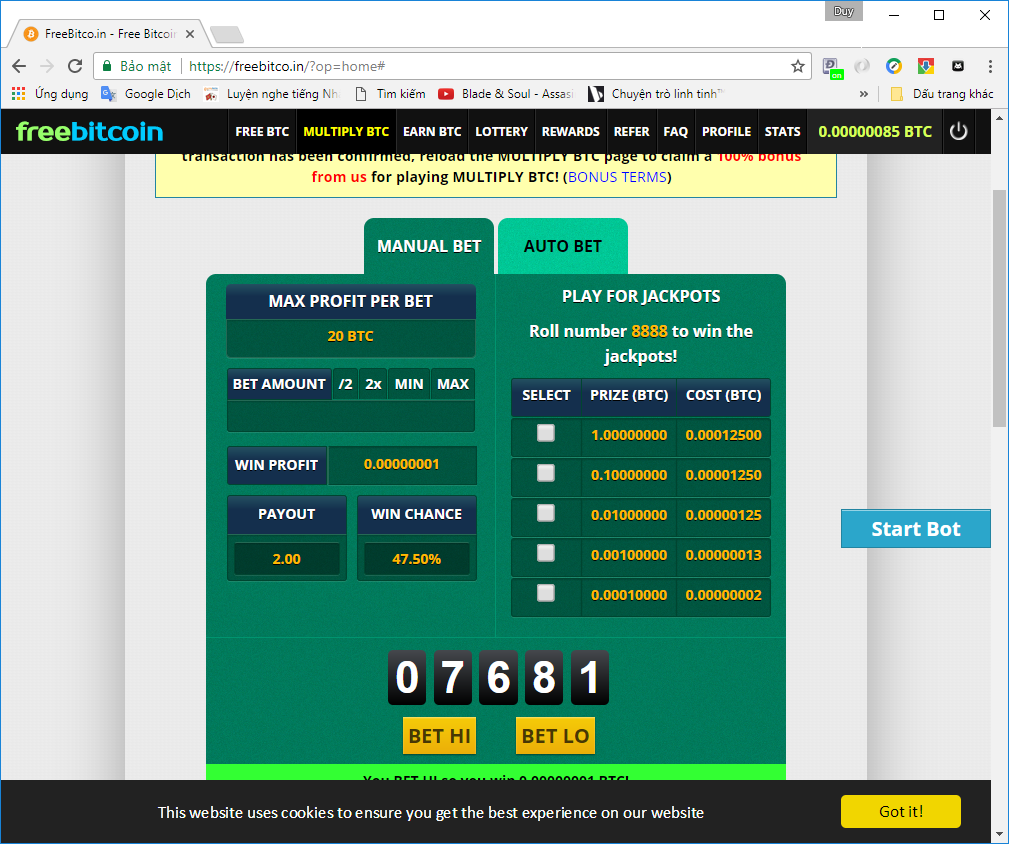 Duy
FreeBitco.in - Free Bitcoin
Bảo mật https://freebitco.in/?op=home#
on
Ứng dụng Google Dịch Luyện nghe tiếng Tìm kiếm Blade & Soul - Assas Chuyện trò linh tinh™ » Dấu trang khác
freebitcoin FREE BTC MULTIPLY BTC EARN BTC LOTTERY REWARDS REFER FAQ PROFILE STATS 0.00000085 BTC
transaction has been confirmed, reload the MULTIPLY BTC page to claim a 100% bonus
from us for playing MULTIPLY BTC! (BONUS TERMS)
MANUAL BET AUTO BET
MAX PROFIT PER BET
20 BTC
BET AMOUNT /2 2x MIN MAX
WIN PROFIT 0.00000001
PAYOUT WIN CHANCE
2.00 47.50%
PLAY FOR JACKPOTS
Roll number 8888 to win the
jackpots!
SELECT PRIZE (BTC) COST (BTC)
1.00000000 0.00012500
0.10000000 0.00001250
0.01000000 0.00000125
0.00100000 0.00000013
0.00010000 0.00000002
Start Bot
0 7 6 8 1
BET HI BET LO
You BET HI so you win 0.00000001 BTC!
This website uses cookies to ensure you get the best experience on our website Got it!